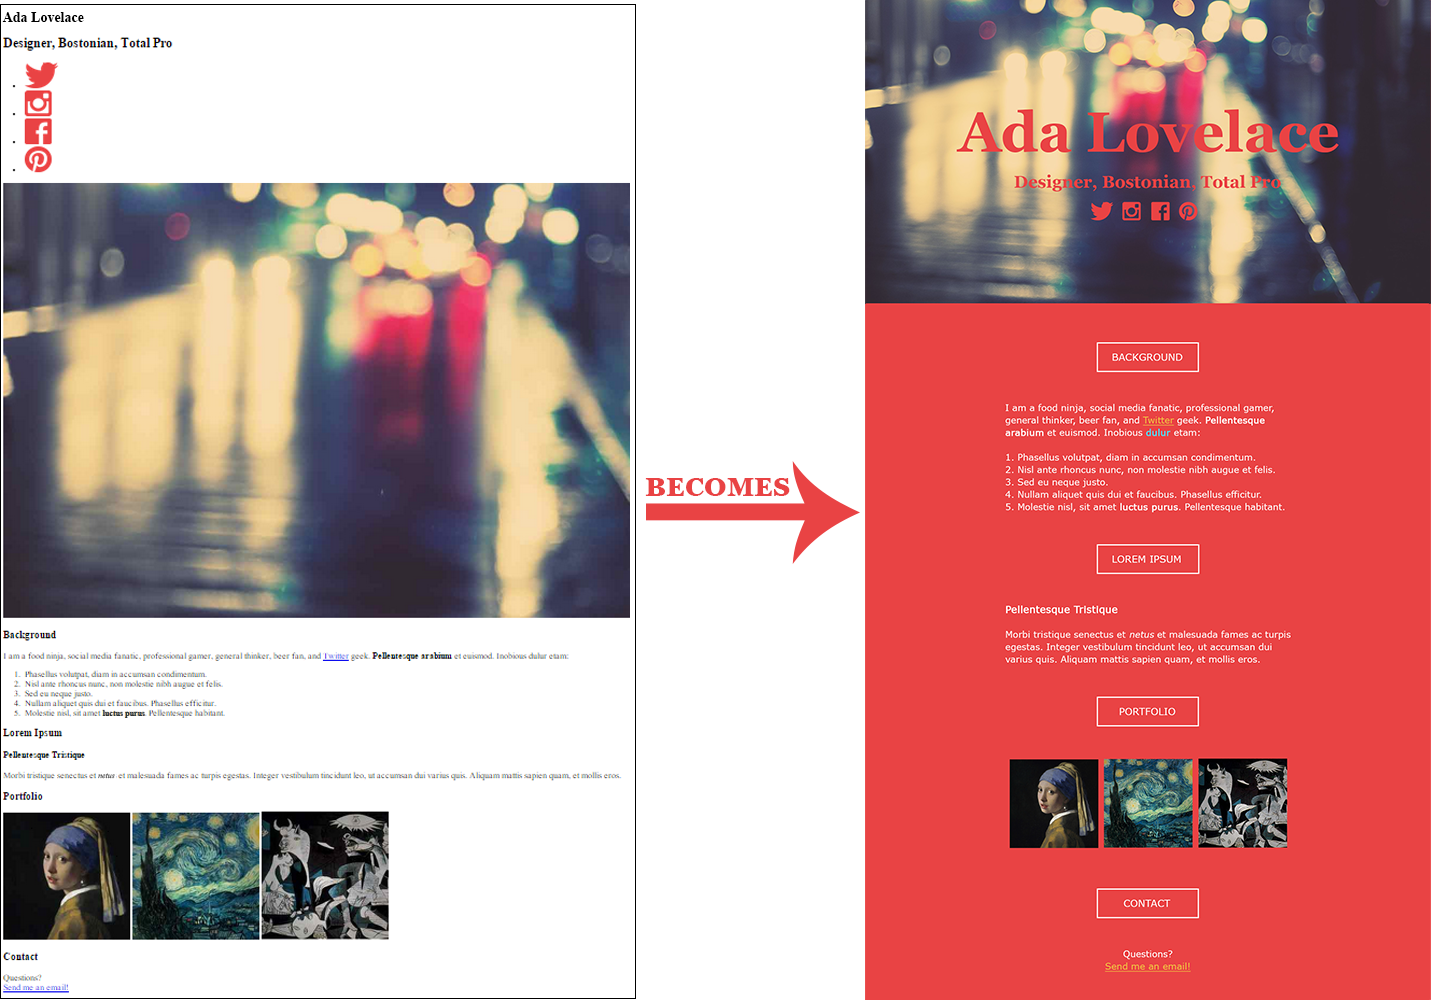 Ada Lovelace
Designer, Bostonian, Total Pro
Background
I am a food ninja, social media fanatic, professional gamer, general thinker, beer fan, and Twitter geek. Pellentesque arabium et euismod. Inobious dulur etam:
1. Phasellus volutpat, diam in accumsan condimentum.
2. Nisl ante rhoncus nunc, non molestie nibh augue et felis.
3. Sed eu neque justo.
4. Nullam aliquet quis dui et faucibus. Phasellus efficitur.
5. Molestie nisl, sit amet luctus purus. Pellentesque habitant.
Lorem Ipsum
Pellentesque Tristique
Morbi tristique senectus et netus et malesuada fames ac turpis egestas. Integer vestibulum tincidunt leo, ut accumsan dui varius quis. Aliquam mattis sapien quam, et mollis eros.
Portfolio
Contact
Questions?
Send me an email!
BECOMES
Ada Lovelace
Designer, Bostonian, Total Pro
BACKGROUND
I am a food ninja, social media fanatic, professional gamer,
general thinker, beer fan, and Twitter geek. Pellentesque
arabium et euismod. Inobious dulur etam:
1. Phasellus volutpat, diam in accumsan condimentum.
2. Nisl ante rhoncus nunc, non molestie nibh augue et felis.
3. Sed eu neque justo.
4. Nullam aliquet quis dui et faucibus. Phasellus efficitur.
5. Molestie nisl, sit amet luctus purus. Pellentesque habitant.
LOREM IPSUM
Pellentesque Tristique
Morbi tristique senectus et netus et malesuada fames ac turpis
egestas. Integer vestibulum tincidunt leo, ut accumsan dui
varius quis. Aliquam mattis sapien quam, et mollis eros.
PORTFOLIO
CONTACT
Questions?
Send me an email!